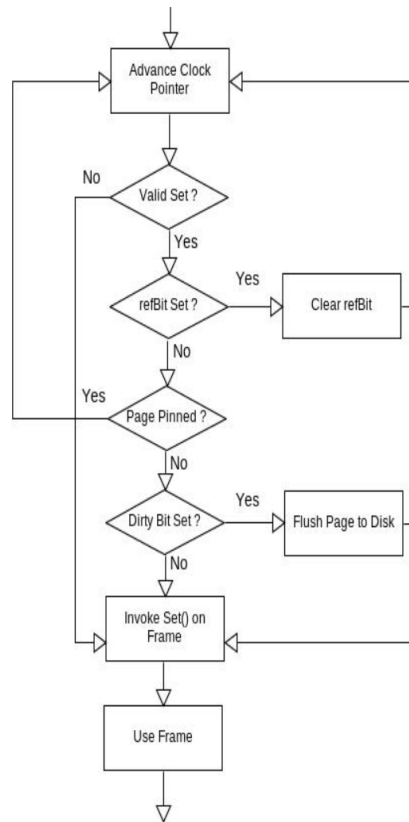 Advance Clock
Pointer
No
Valid Set ?
Yes
refBit Set ?
Yes
Clear refBit
No
Yes
Page Pinned ?
No
Dirty Bit Set ?
Yes
Flush Page to Disk
No
Invoke Set() on
Frame
Use Frame